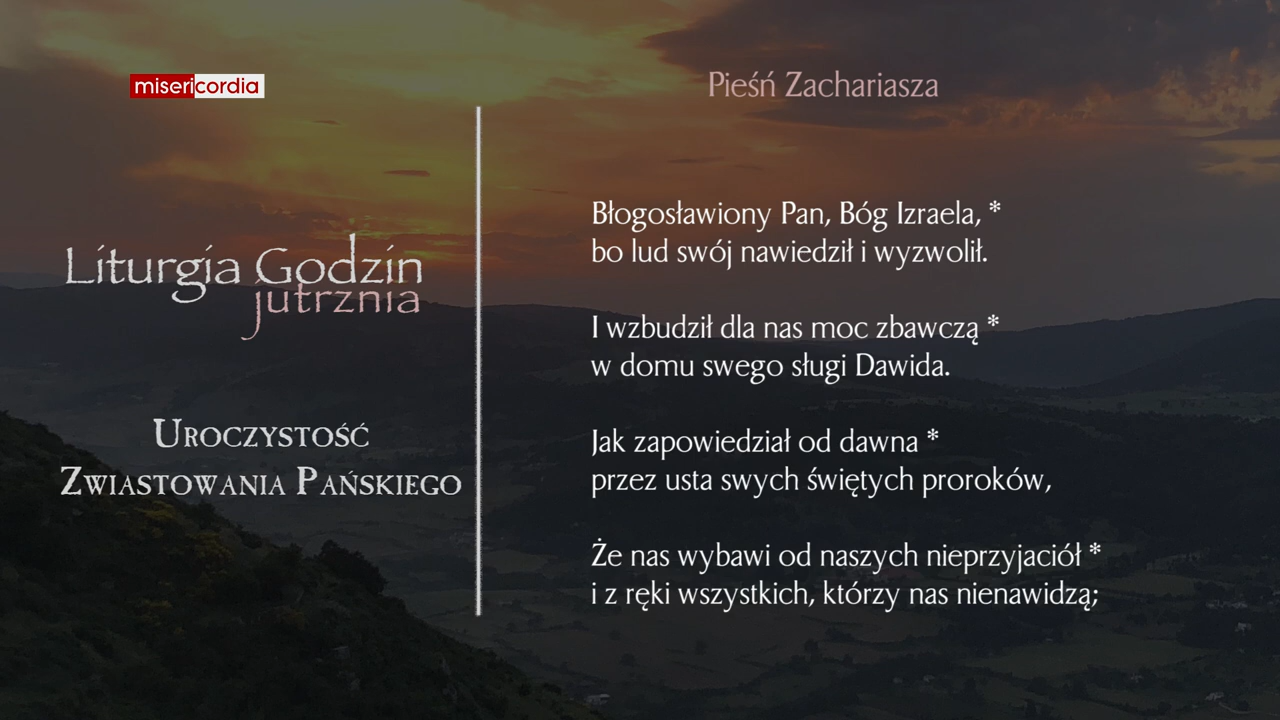 misericordia
Liturgia Godzin
jutrznia
Uroczystość
Zwiastowania Pańskiego
Pieśń Zachariasza
Błogosławiony Pan, Bóg Izraela, *
bo lud swój nawiedził i wyzwolił.
I wzbudził dla nas moc zbawczą *
w domu swego sługi Dawida.
Jak zapowiedział od dawna *
przez usta swych świętych proroków,
Że nas wybawi od naszych nieprzyjaciół *
i z ręki wszystkich, którzy nas nienawidzą;